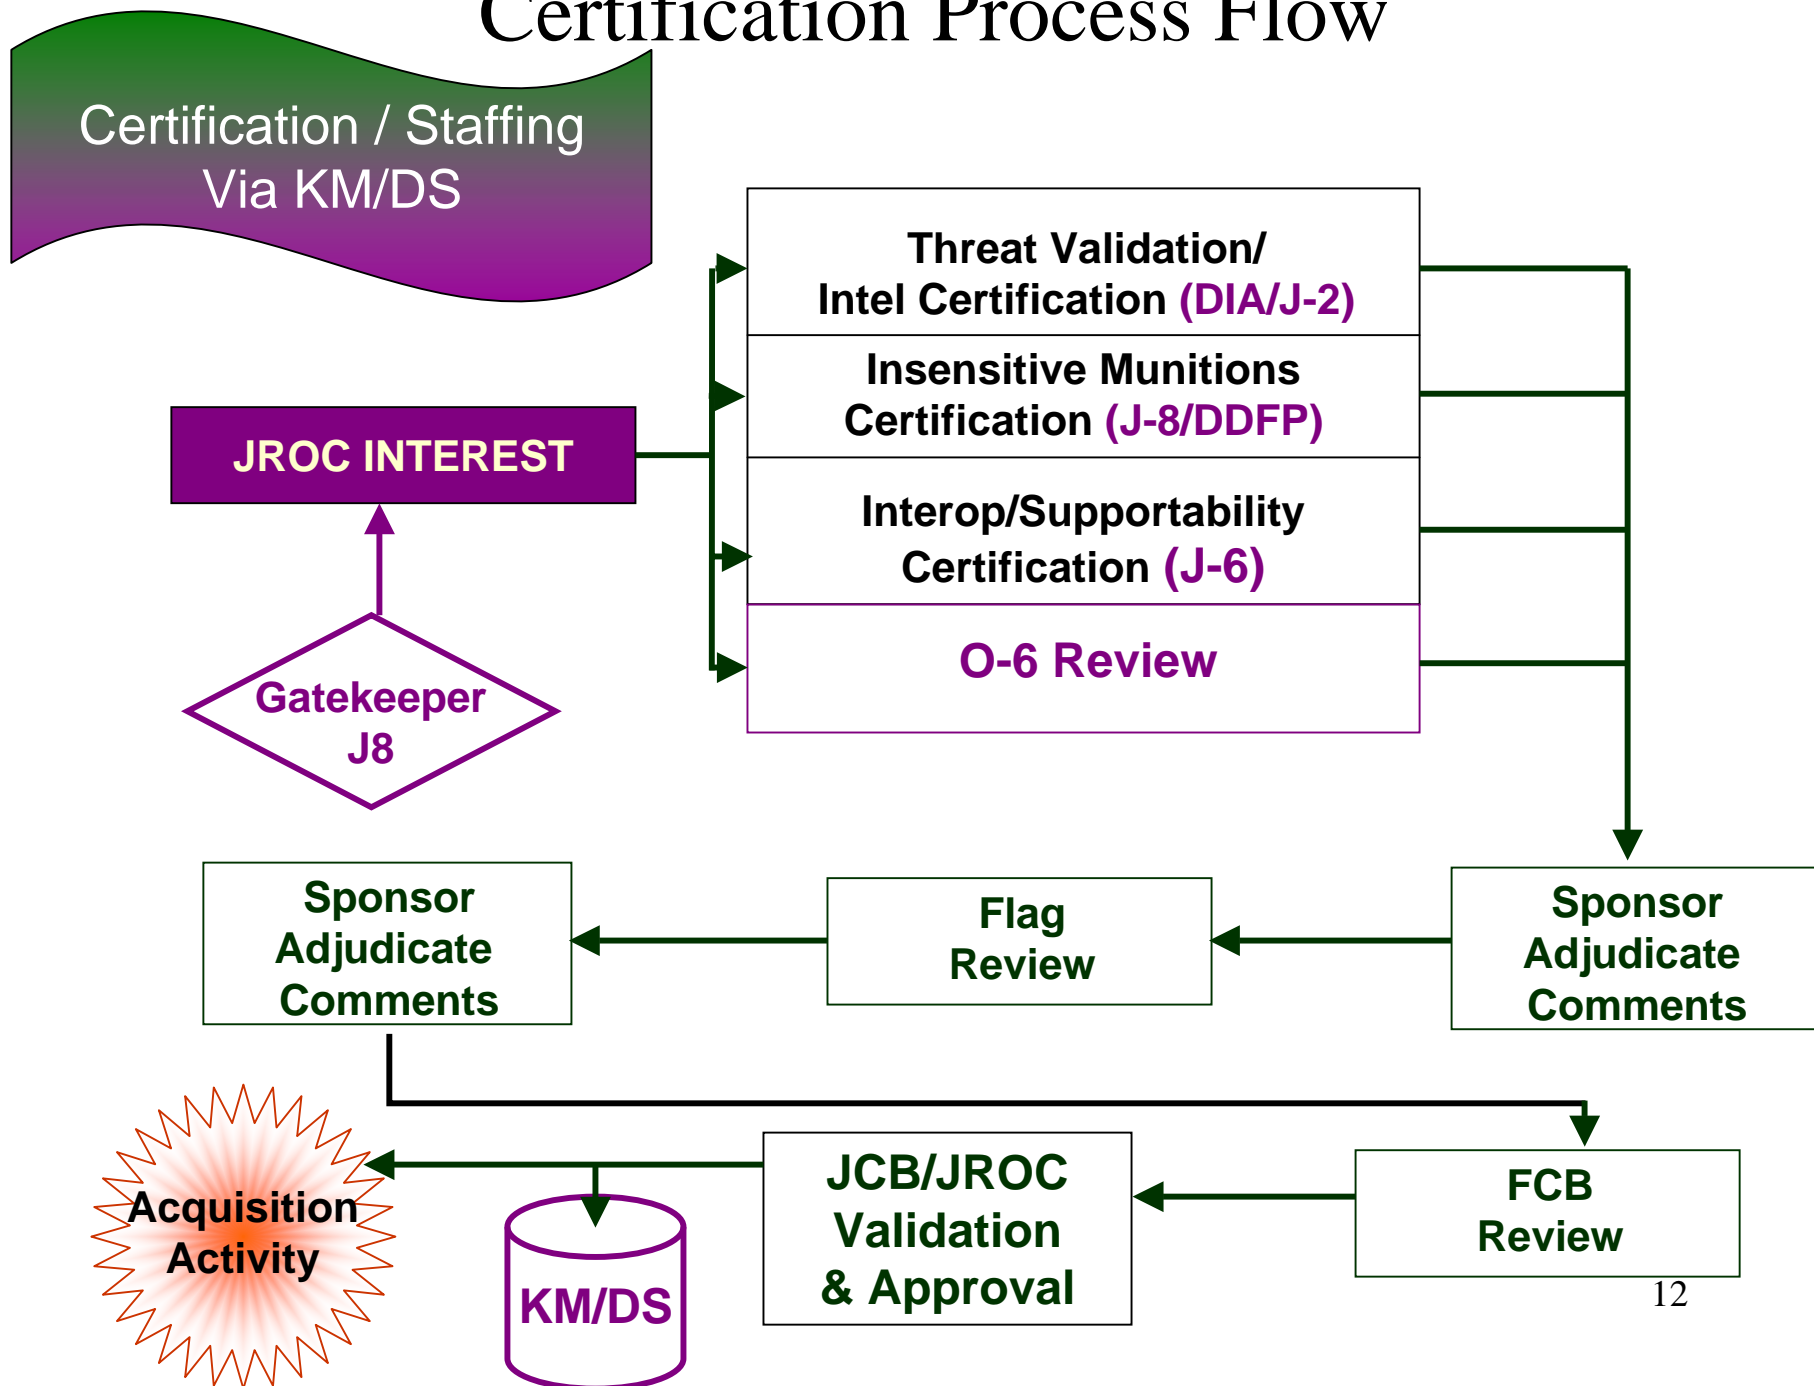 Certification Process Flow
Certification / Staffing
Via KM/DS
Threat Validation/
Intel Certification (DIA/J-2)
Insensitive Munitions
Certification (J-8/DDFP)
JROC INTEREST
Interop/Supportability
Certification (J-6)
O-6 Review
Gatekeeper
J8
Sponsor
Adjudicate
Comments
Flag
Review
Sponsor
Adjudicate
Comments
Acquisition
Activity
KM/DS
JCB/JROC
Validation
& Approval
FCB
Review
12